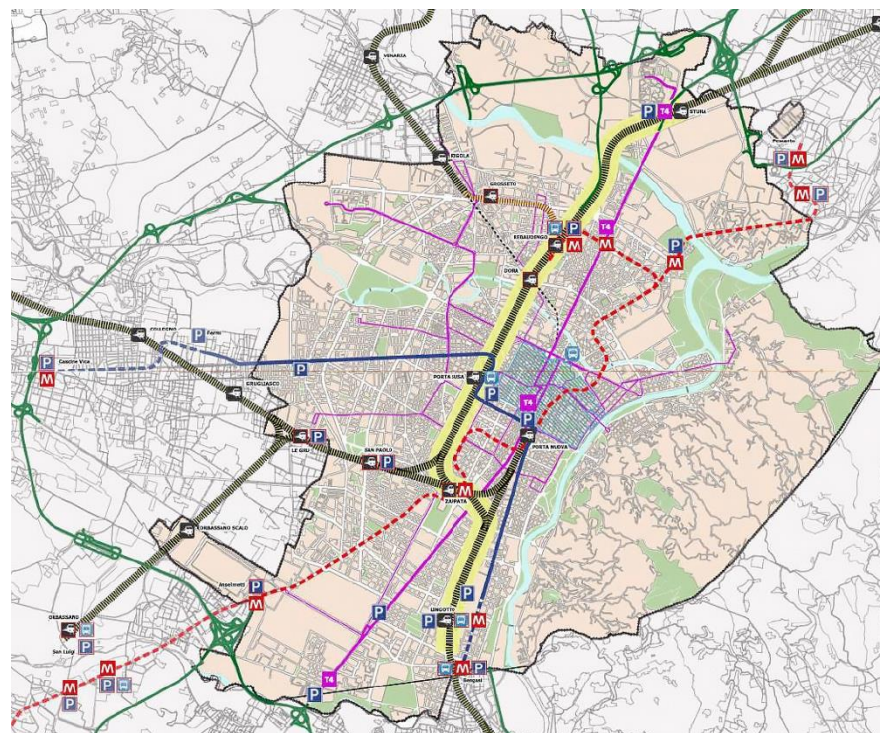 VENARIA
STURA
P
T4
Pescarito
P M
RIGOLA
M P
GROSSETO
P
REBAUDENGO
M
T4
M
P
M
DORA
COLLEGNO
P
Fermi
P
Cascine Vica
M
P
PORTA SUSA
P
GRUGLIASCO
T4
P
LE GRU
P
PORTA NUOVA
SAN PAOLO
P
M
ZAPPATA
ORBASSANO SCALO
Anselmetti
P
M
P
P
ORBASSANO
LINGOTTO
P
M
San Luigi
P
M
P
M
P
T4
P
M P
Bengasi